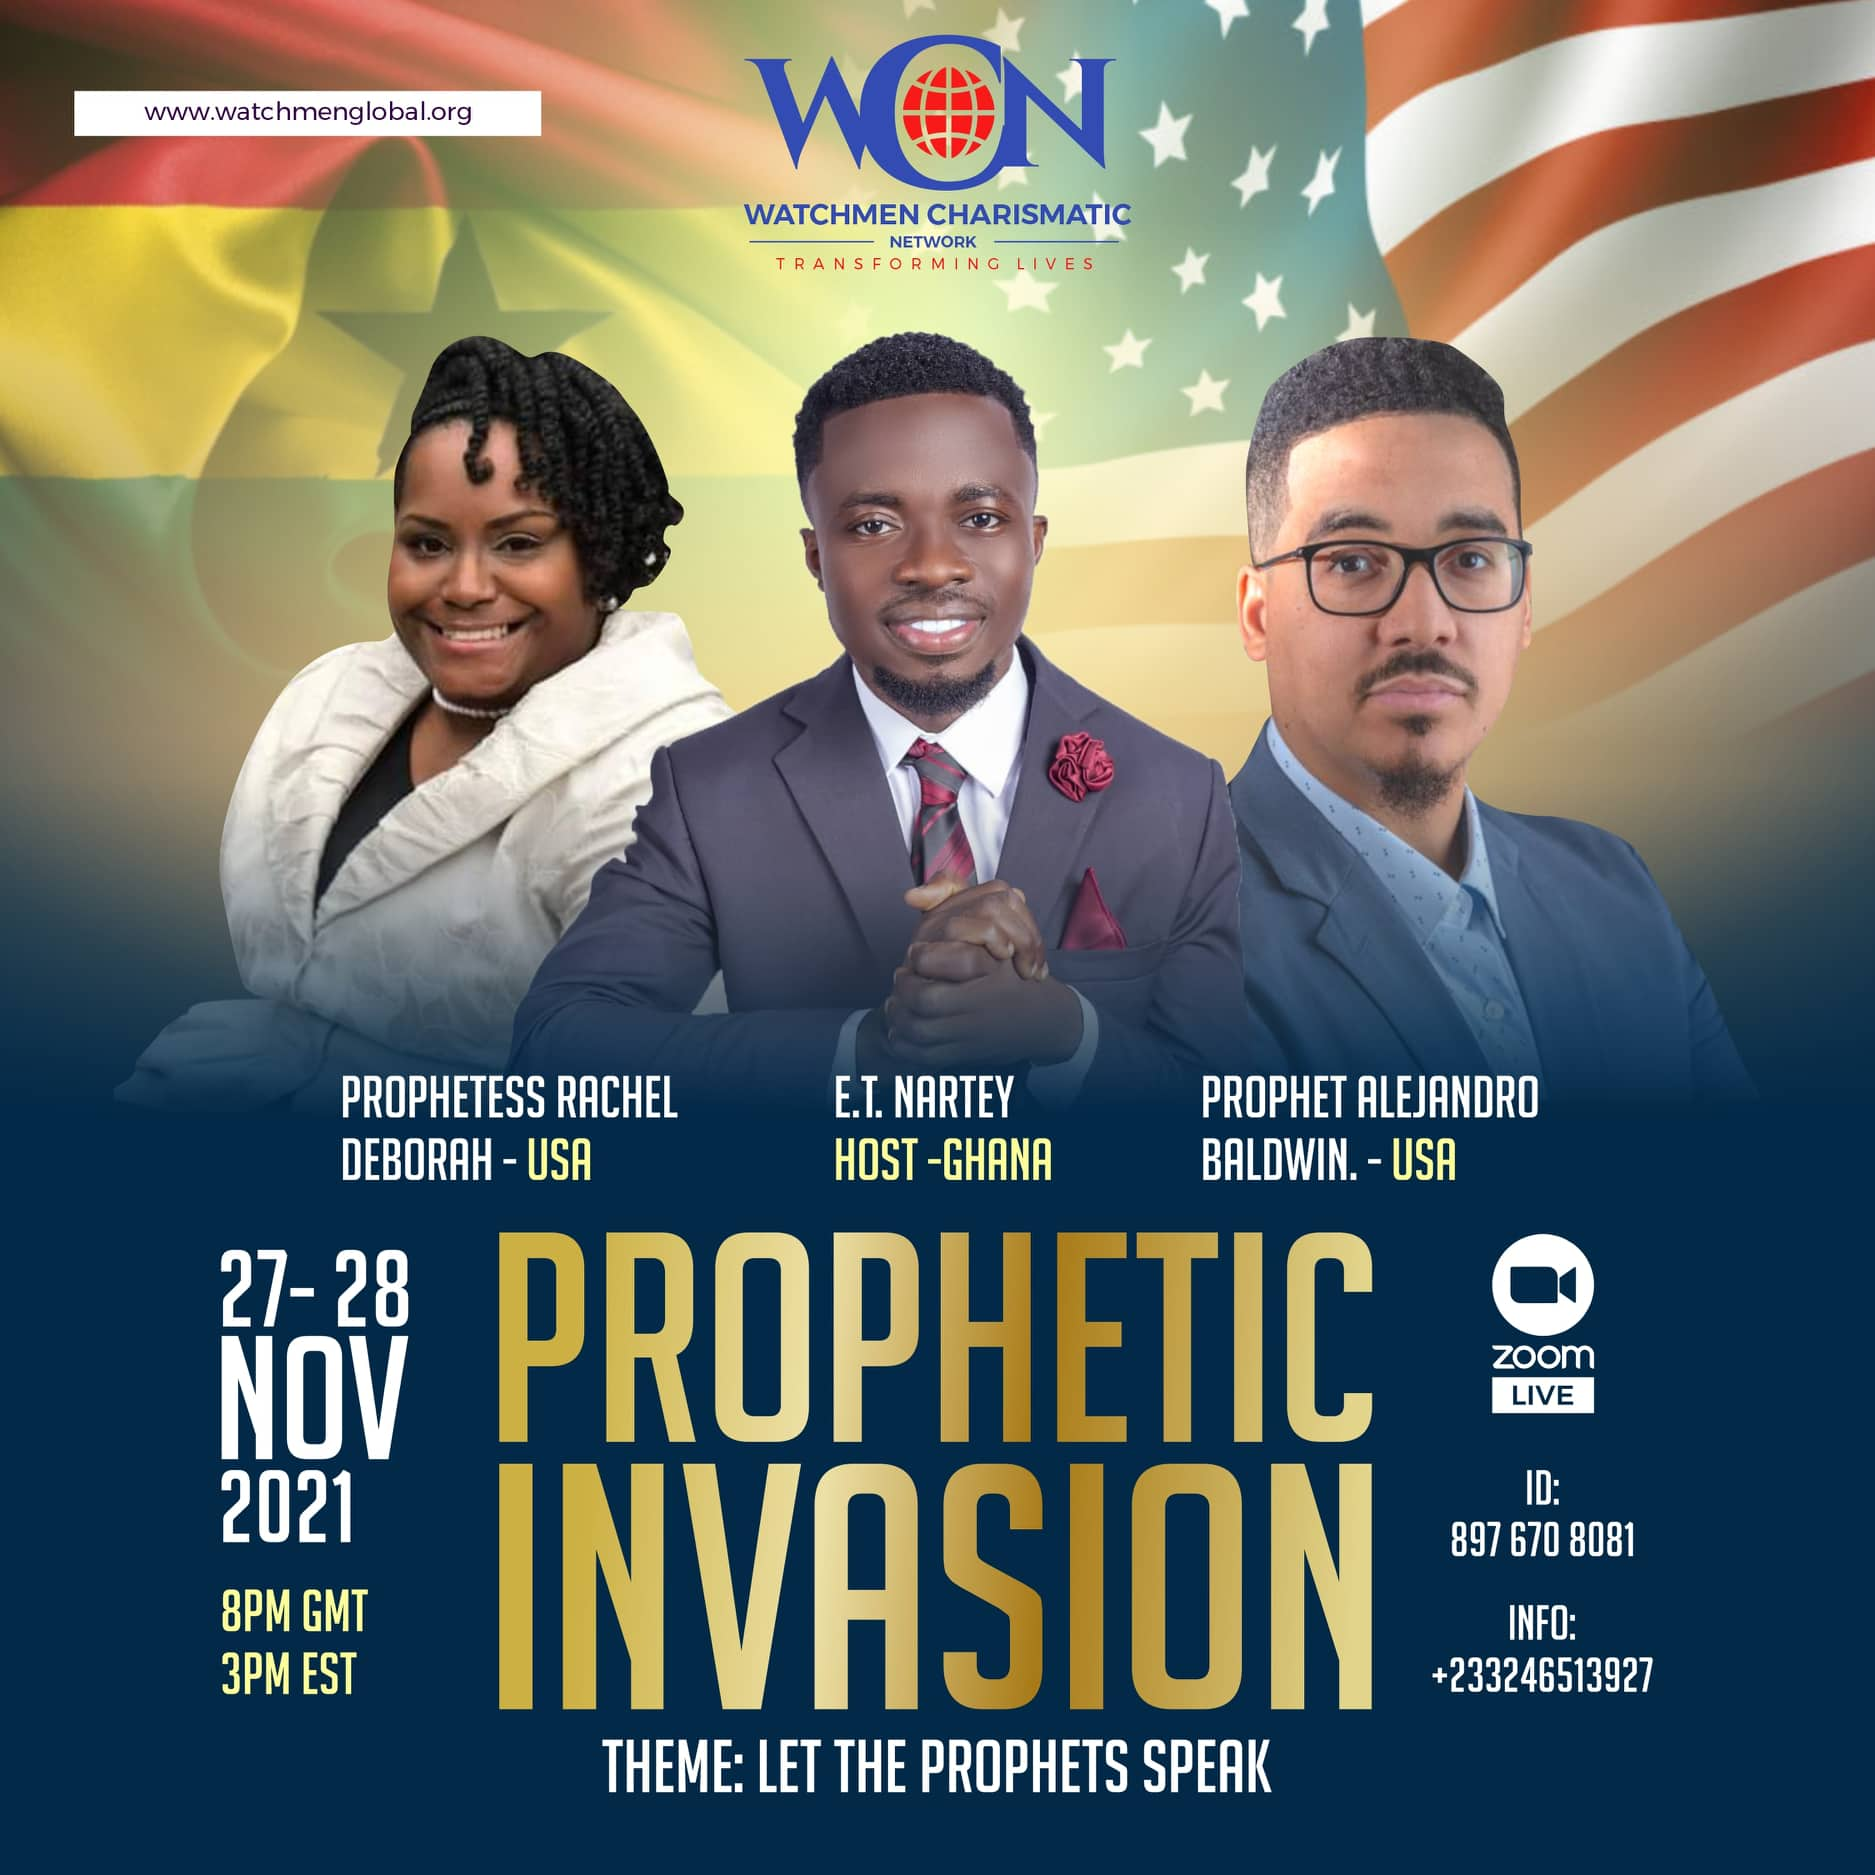 www.watchmenglobal.org
WCN
WATCHMEN CHARISMATIC
NETWORK
TRANSFORMING LIVES
PROPHETESS RACHEL
DEBORAH - USA
E.T. NARTEY
HOST -GHANA
PROPHET ALEJANDRO
BALDWIN. - USA
27- 28
NOV
2021
8PM GMT
3PM EST
PROPHETIC
INVASION
THEME: LET THE PROPHETS SPEAK
zoom
LIVE
ID:
897 670 8081
INFO:
+233246513927